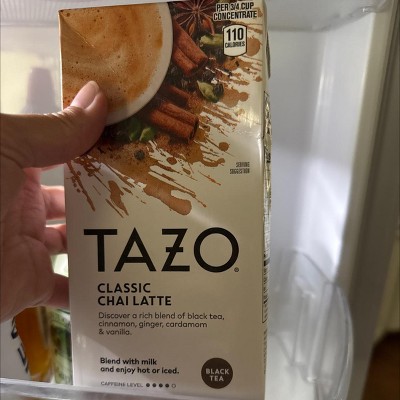 PER 3/4 CUP
CONCENTRATE
110
CALORIES
SERVING
SUGGESTION
TAZO®
CLASSIC
CHAI LATTE
Discover a rich blend of black tea,
cinnamon, ginger, cardamom
& vanilla.
Blend with milk
and enjoy hot or iced.
BLACK
TEA
CAFFEINE LEVEL